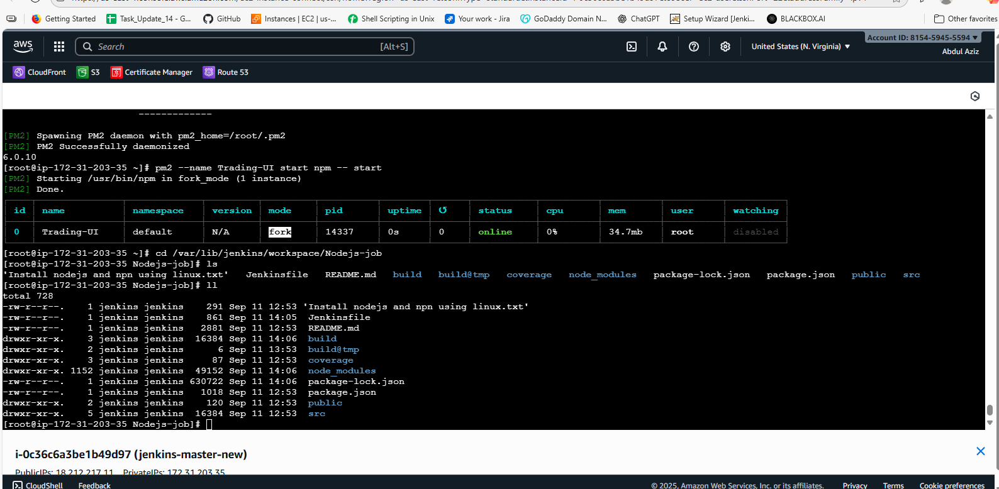 Getting Started
Task_Update_14 - G...
GitHub
Instances | EC2 | us-...
Shell Scripting in Unix
Your work - Jira
GoDaddy Domain N...
ChatGPT
Setup Wizard [Jenki...
BLACKBOX.AI
Other favorites
aws
Search
[Alt+S]
United States (N. Virginia)
Account ID: 8154-5945-5594
Abdul Aziz
CloudFront
S3
Certificate Manager
Route 53
-------------
[PM2] Spawning PM2 daemon with pm2_home=/root/.pm2
[PM2] PM2 Successfully daemonized
6.0.10
[root@ip-172-31-203-35 ~]# pm2 --name Trading-UI start npm -- start
[PM2] Starting /usr/bin/npm in fork_mode (1 instance)
[PM2] Done.
id name namespace version mode pid uptime ↺ status cpu mem user watching
0 Trading-UI default N/A fork 14337 0s 0 online 0% 34.7mb root disabled
[root@ip-172-31-203-35 ~]# cd /var/lib/jenkins/workspace/Nodejs-job
[root@ip-172-31-203-35 Nodejs-job]# ls
'Install nodejs and npn using linux.txt' Jenkinsfile README.md build build@tmp coverage node_modules package-lock.json package.json public src
[root@ip-172-31-203-35 Nodejs-job]# ll
total 728
-rw-r--r--. 1 jenkins jenkins 291 Sep 11 12:53 'Install nodejs and npn using linux.txt'
-rw-r--r--. 1 jenkins jenkins 861 Sep 11 14:05 Jenkinsfile
-rw-r--r--. 1 jenkins jenkins 2881 Sep 11 12:53 README.md
drwxr-xr-x. 3 jenkins jenkins 16384 Sep 11 14:06 build
drwxr-xr-x. 2 jenkins jenkins 6 Sep 11 13:53 build@tmp
drwxr-xr-x. 3 jenkins jenkins 87 Sep 11 12:53 coverage
drwxr-xr-x. 1152 jenkins jenkins 49152 Sep 11 14:06 node_modules
-rw-r--r--. 1 jenkins jenkins 630722 Sep 11 14:06 package-lock.json
-rw-r--r--. 1 jenkins jenkins 1018 Sep 11 12:53 package.json
drwxr-xr-x. 2 jenkins jenkins 120 Sep 11 12:53 public
drwxr-xr-x. 5 jenkins jenkins 16384 Sep 11 12:53 src
[root@ip-172-31-203-35 Nodejs-job]#
i-0c36c6a3be1b49d97 (jenkins-master-new)
PublicIPs: 18.212.217.11 PrivateIPs: 172.31.203.35
CloudShell
Feedback
© 2025, Amazon Web Services, Inc. or its affiliates.
Privacy
Terms
Cookie preferences